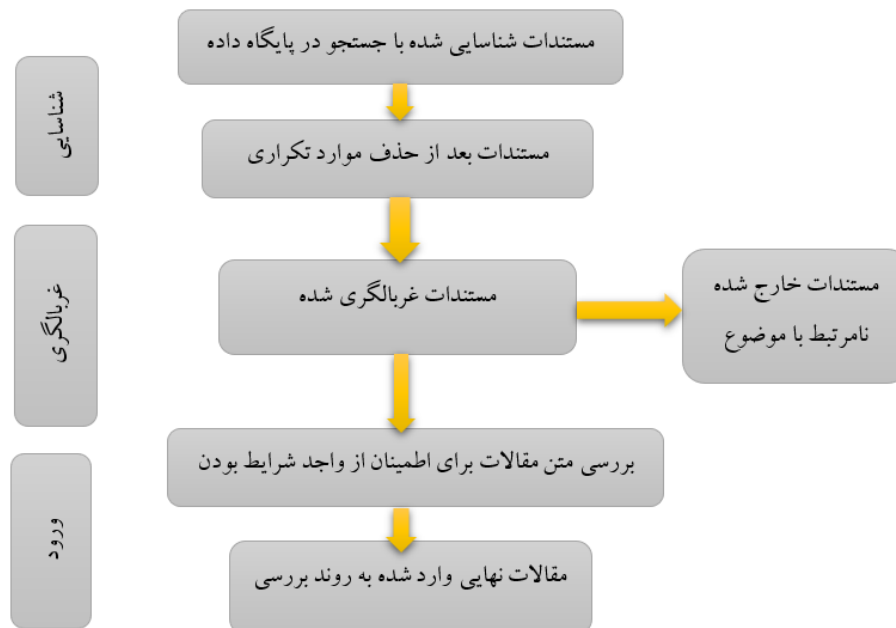 مستندات شناسایی شده با جستجو در پایگاه داده
شناسایی
مستندات بعد از حذف موارد تکراری
غربالگری
مستندات غربالگری شده
مستندات خارج شده
نامرتبط با موضوع
بررسی متن مقالات برای اطمینان از واجد شرایط بودن
ورود
مقالات نهایی وارد شده به روند بررسی